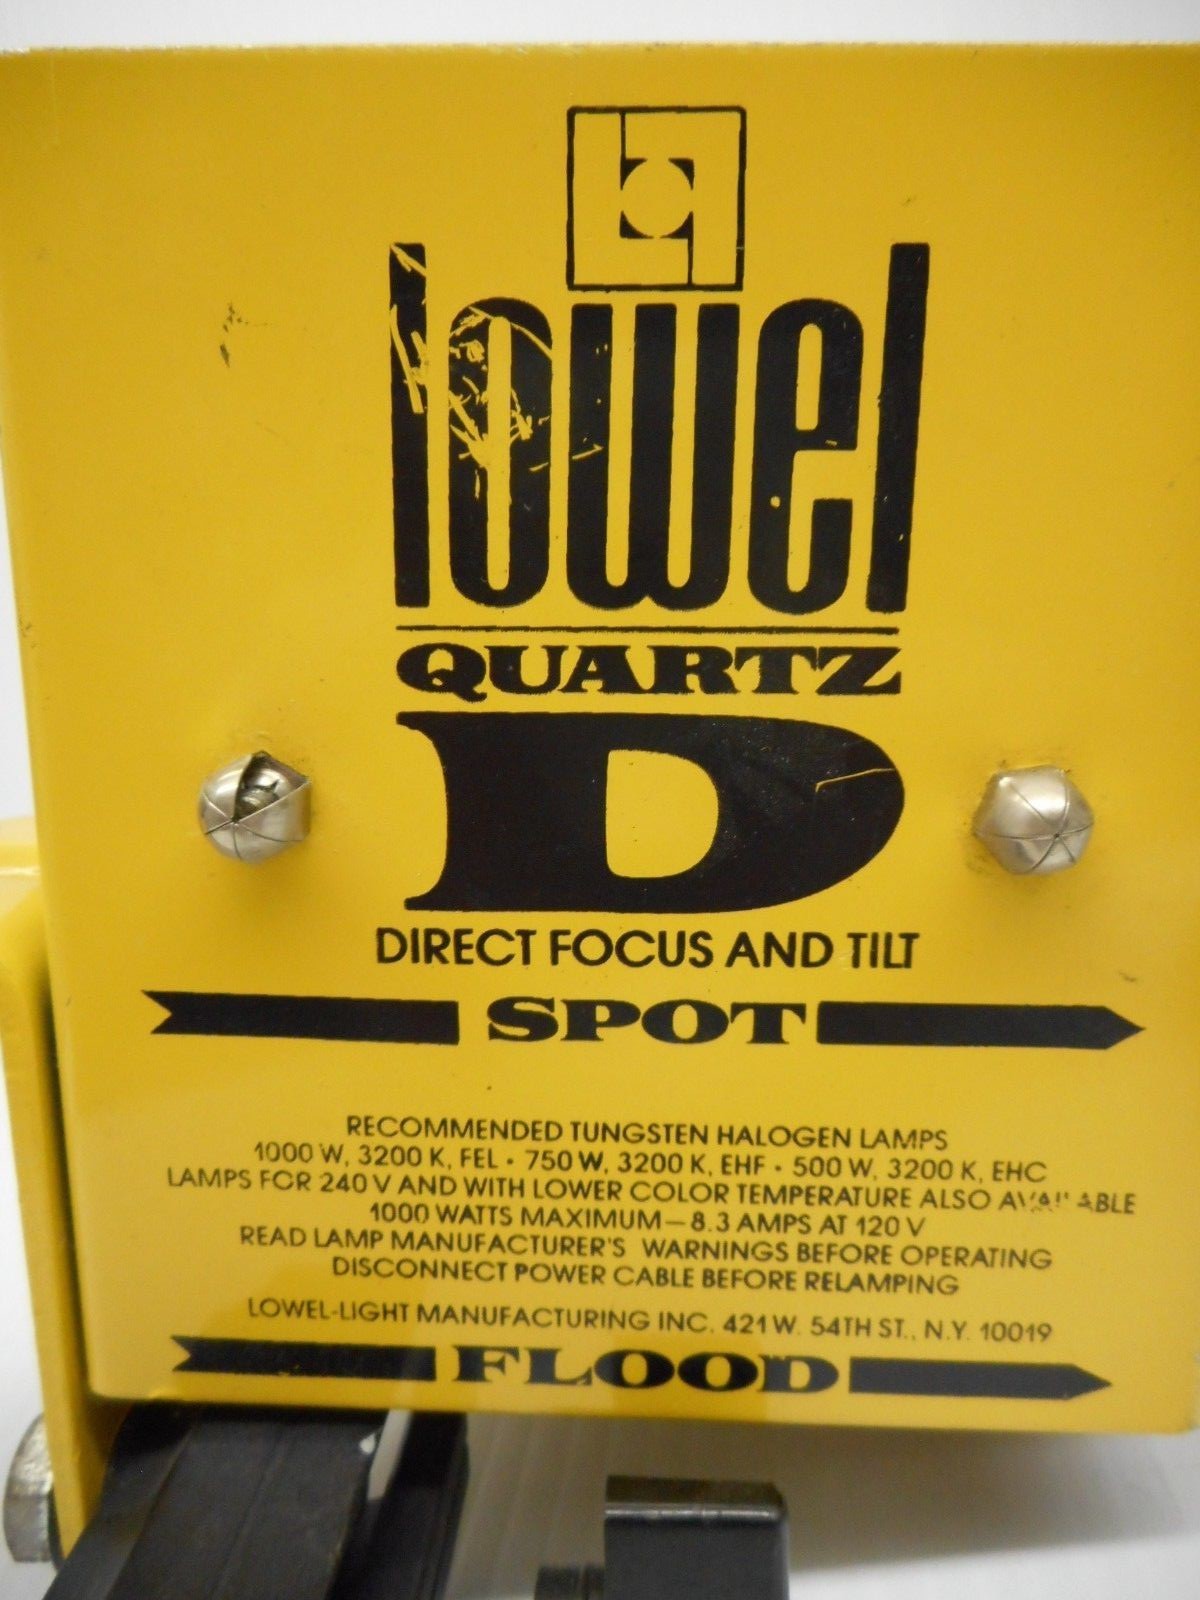 lowel
QUARTZ
D
DIRECT FOCUS AND TILT
SPOT
RECOMMENDED TUNGSTEN HALOGEN LAMPS
1000 W, 3200 K, FEL • 750 W, 3200 K, EHF • 500 W, 3200 K, EHC
LAMPS FOR 240 V AND WITH LOWER COLOR TEMPERATURE ALSO AVAILABLE
1000 WATTS MAXIMUM — 8.3 AMPS AT 120 V
READ LAMP MANUFACTURER'S WARNINGS BEFORE OPERATING
DISCONNECT POWER CABLE BEFORE RELAMPING
LOWEL-LIGHT MANUFACTURING INC. 421 W. 54TH ST., N.Y. 10019
FLOOD